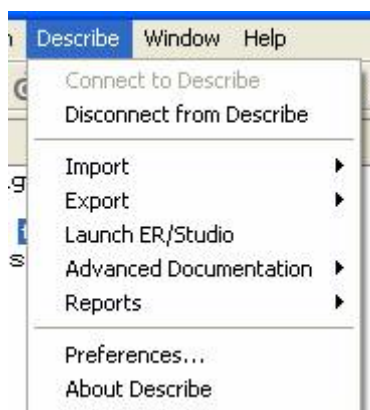 Describe Window Help
Connect to Describe
Disconnect from Describe
Import
Export
Launch ER/Studio
Advanced Documentation
Reports
Preferences...
About Describe